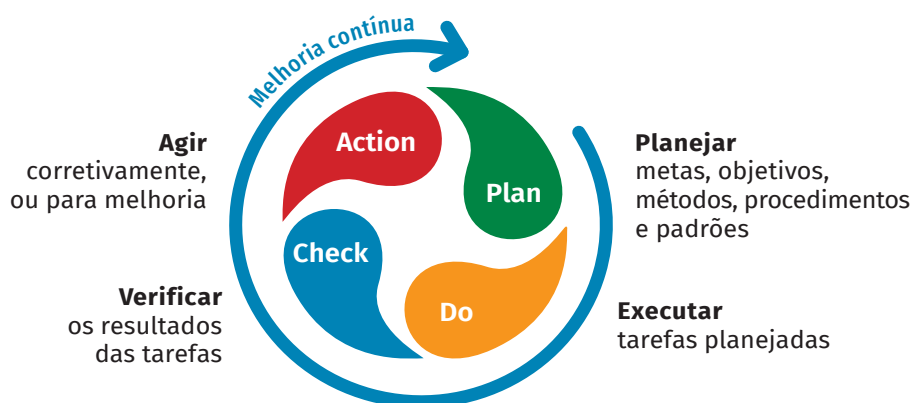 Melhoria contínua
Action
Plan
Check
Do
Agir
corretivamente,
ou para melhoria
Planejar
metas, objetivos,
métodos, procedimentos
e padrões
Verificar
os resultados
das tarefas
Executar
tarefas planejadas